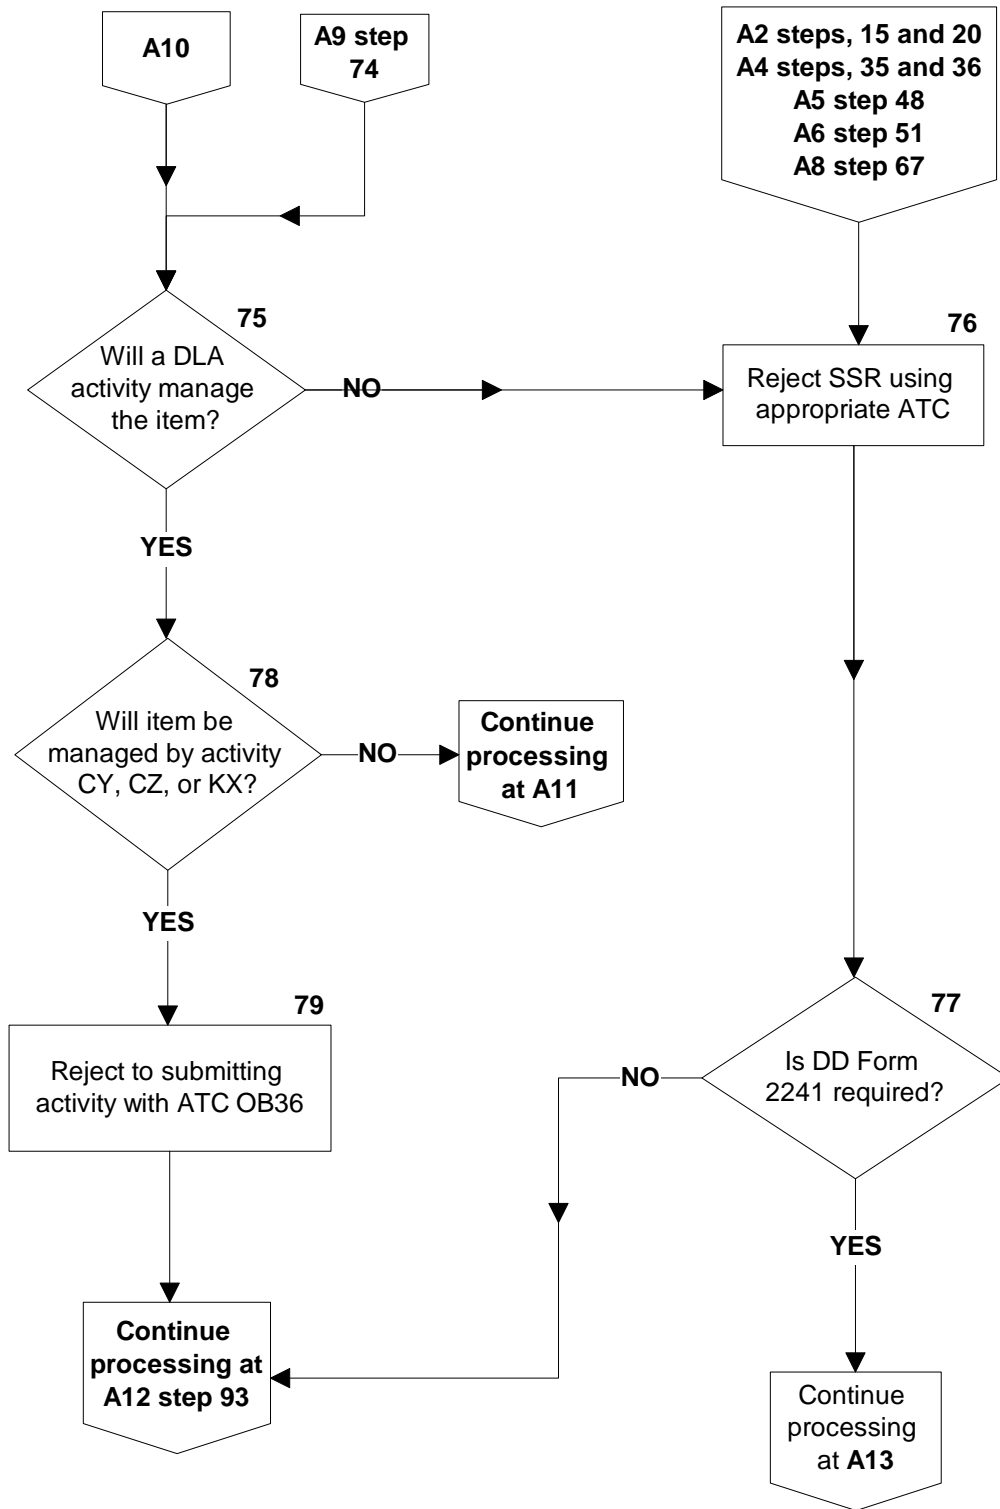 A10
A9 step
74
A2 steps, 15 and 20
A4 steps, 35 and 36
A5 step 48
A6 step 51
A8 step 67
75
Will a DLA
activity manage
the item?
NO
76
Reject SSR using
appropriate ATC
YES
78
Will item be
managed by activity
CY, CZ, or KX?
NO
Continue
processing
at A11
YES
79
Reject to submitting
activity with ATC OB36
77
Is DD Form
2241 required?
NO
YES
Continue
processing at
A12 step 93
Continue
processing
at A13